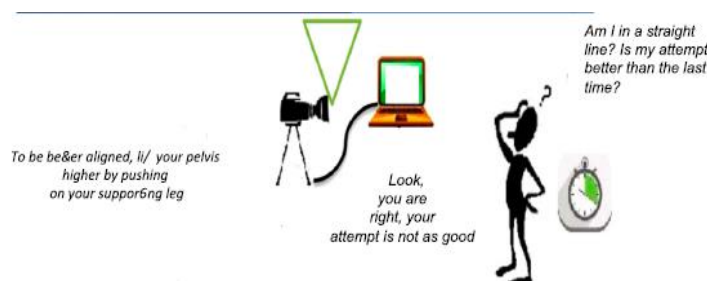 Am I in a straight
line? Is my attempt
better than the last
time?
To be be&er aligned, li/ your pelvis
higher by pushing
on your suppor6ng leg
Look,
you are
right, your
attempt is not as good
?